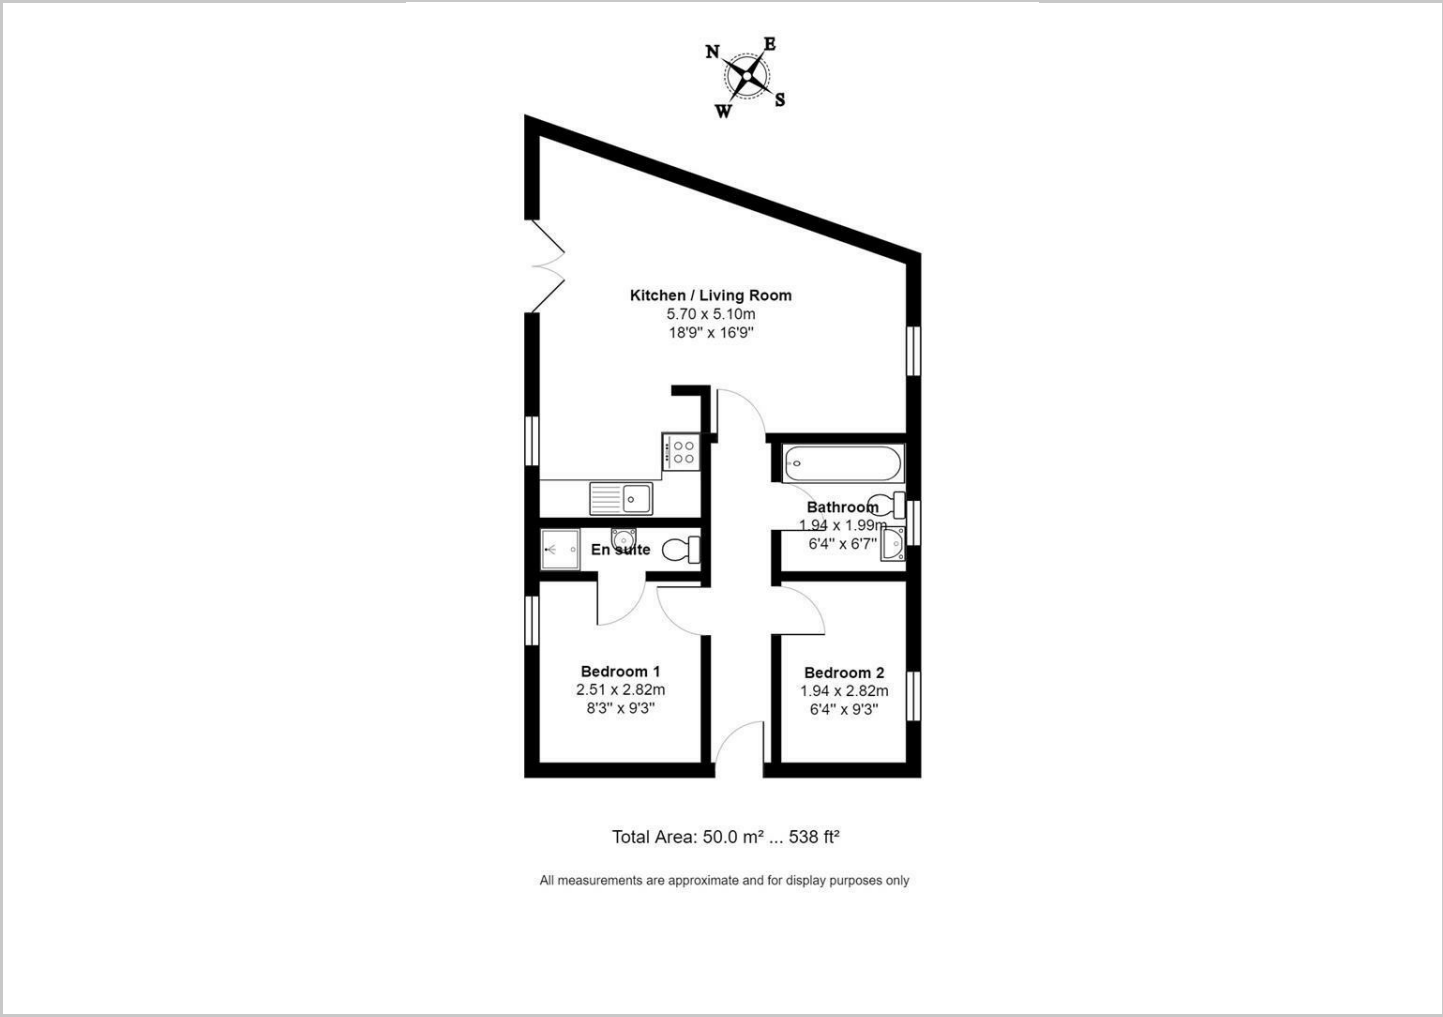 N E
W S
Kitchen / Living Room
5.70 x 5.10m
18'9" x 16'9"
Bathroom
1.94 x 1.99m
6'4" x 6'7"
En suite
Bedroom 1
2.51 x 2.82m
8'3" x 9'3"
Bedroom 2
1.94 x 2.82m
6'4" x 9'3"
Total Area: 50.0 m² ... 538 ft²
All measurements are approximate and for display purposes only